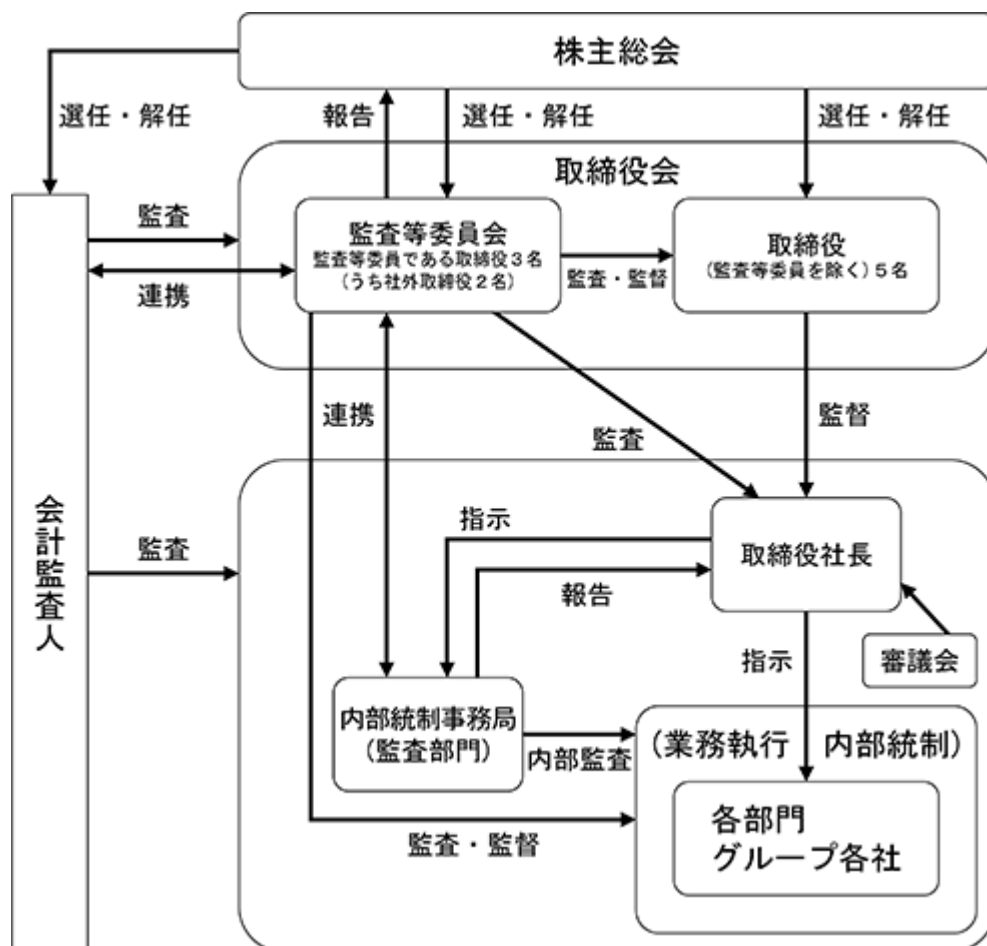 株主総会
選任・解任
報告
選任・解任
選任・解任
取締役会
監査
監査等委員会
監査等委員である取締役3名
(うち社外取締役2名)
監査・監督
取締役
(監査等委員を除く)5名
連携
連携
監査
監督
会計監査人
監査
指示
取締役社長
報告
審議会
指示
内部統制事務局
(監査部門)
内部監査
(業務執行 内部統制)
各部門
グループ各社
監査・監督